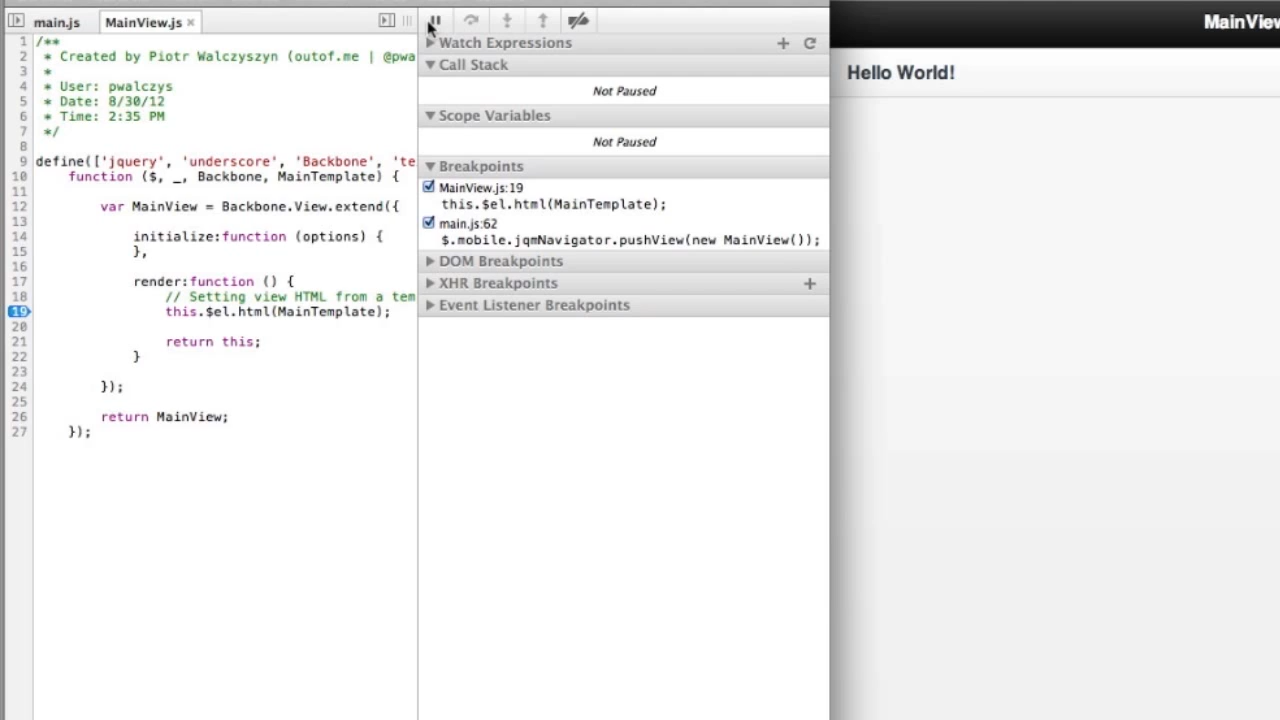 main.js
MainView.js ×
1 /**
2  * Created by Piotr Walczyszyn (outof.me | @pwa
3  *
4  * User: pwalczys
5  * Date: 8/30/12
6  * Time: 2:35 PM
7  */
8
9 define(['jquery', 'underscore', 'Backbone', 'te
10     function ($, _, Backbone, MainTemplate) {
11
12         var MainView = Backbone.View.extend({
13
14             initialize:function (options) {
15             },
16
17             render:function () {
18                 // Setting view HTML from a tem
19                 this.$el.html(MainTemplate);
20
21                 return this;
22             }
23
24         });
25
26         return MainView;
27     });
Watch Expressions
Call Stack
Not Paused
Scope Variables
Not Paused
Breakpoints
MainView.js:19
this.$el.html(MainTemplate);
main.js:62
$.mobile.jqmNavigator.pushView(new MainView());
DOM Breakpoints
XHR Breakpoints
Event Listener Breakpoints
MainView
Hello World!